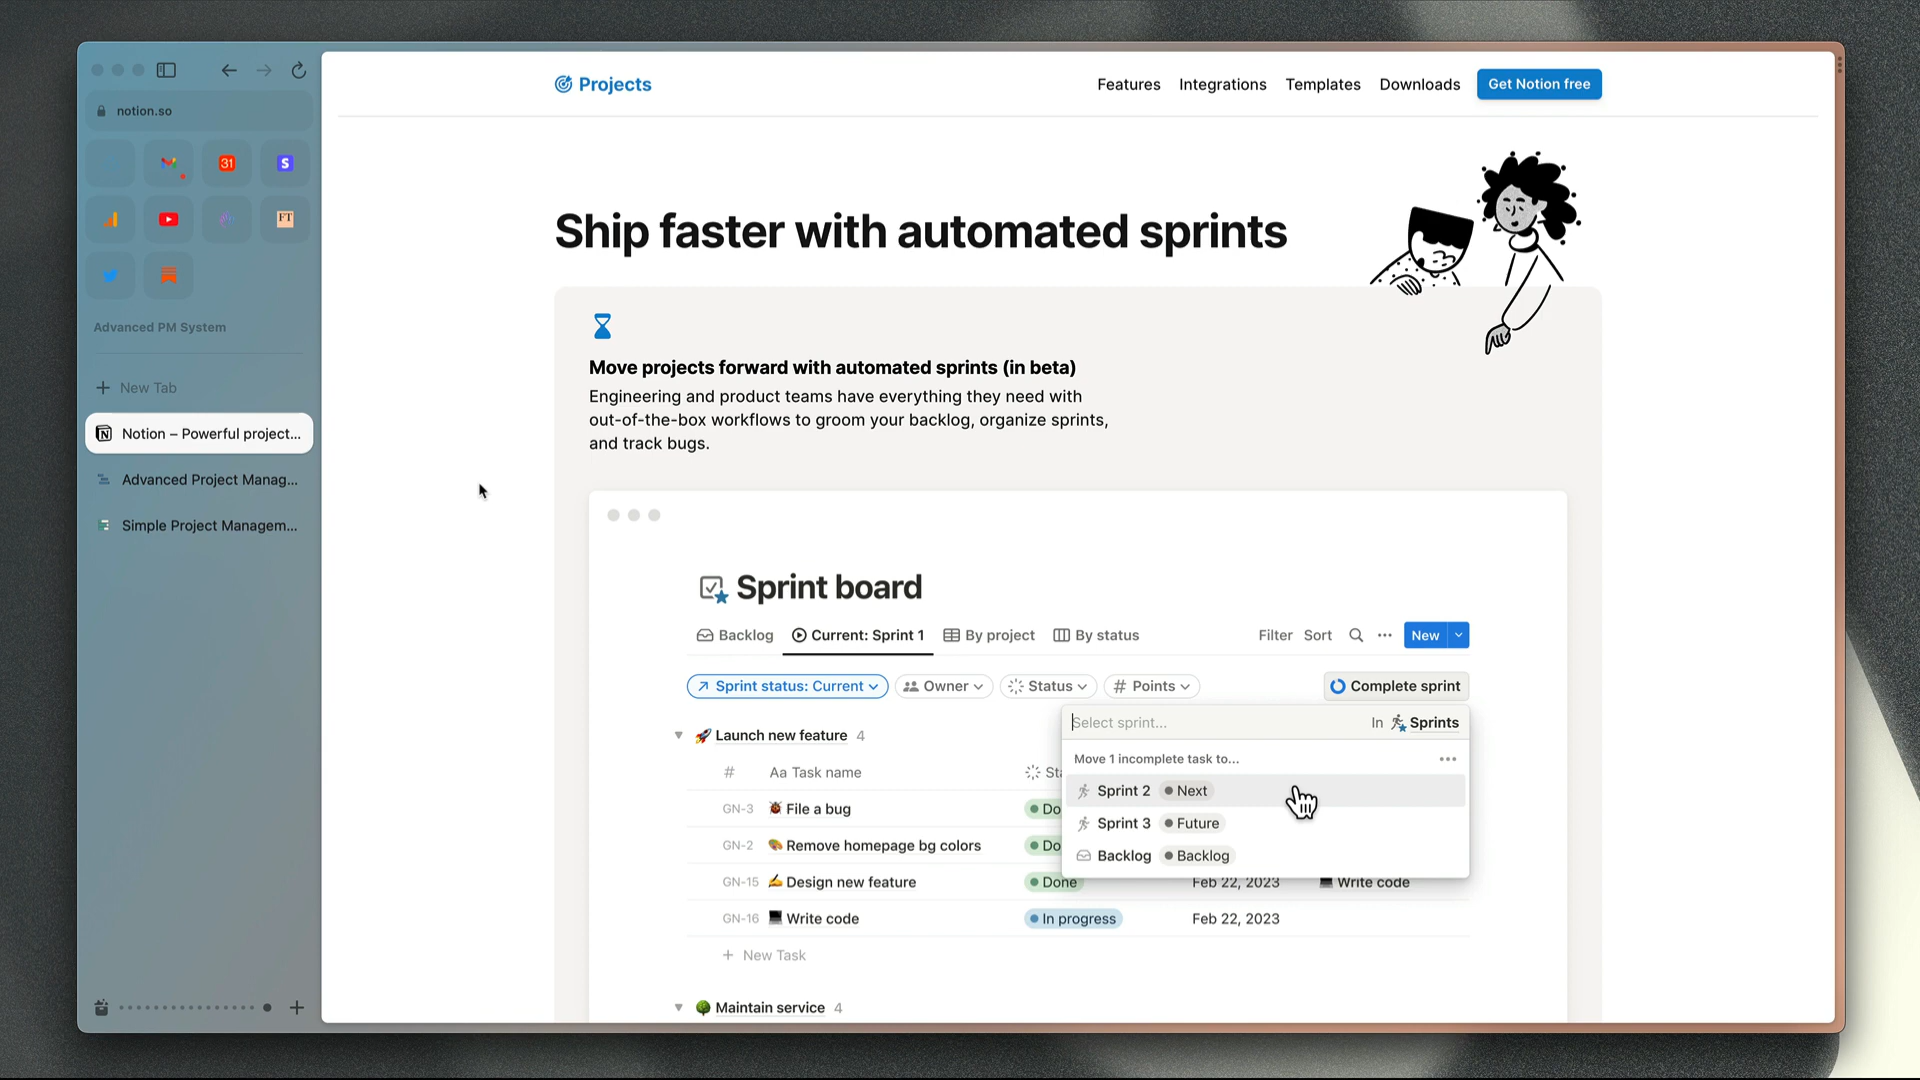 notion.so
31
S
FT
Advanced PM System
New Tab
Notion – Powerful project...
Advanced Project Manag...
Simple Project Managem...
Projects
Features Integrations Templates Downloads Get Notion free
Ship faster with automated sprints
Move projects forward with automated sprints (in beta)
Engineering and product teams have everything they need with
out-of-the-box workflows to groom your backlog, organize sprints,
and track bugs.
Sprint board
Backlog Current: Sprint 1 By project By status Filter Sort ... New
Sprint status: Current Owner Status # Points Complete sprint
Select sprint... In Sprints
Move 1 incomplete task to... ...
Sprint 2 Next
Sprint 3 Future
Backlog Backlog
Launch new feature 4
# Aa Task name Sta
GN-3 File a bug Do
GN-2 Remove homepage bg colors Do
GN-15 Design new feature Done Feb 22, 2023 Write code
GN-16 Write code In progress Feb 22, 2023
+ New Task
Maintain service 4